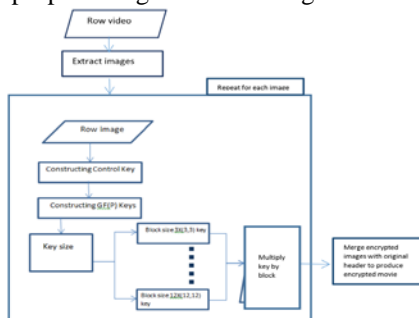 Row video
Extract images
Repeat for each image
Row image
Constructing Control Key
Constructing GF(P) Keys
Key size
Block size 3X(3,3) key
Block size 12X(12,12)
key
Multiply
key by
block
Merge encrypted
images with original
header to produce
encrypted movie